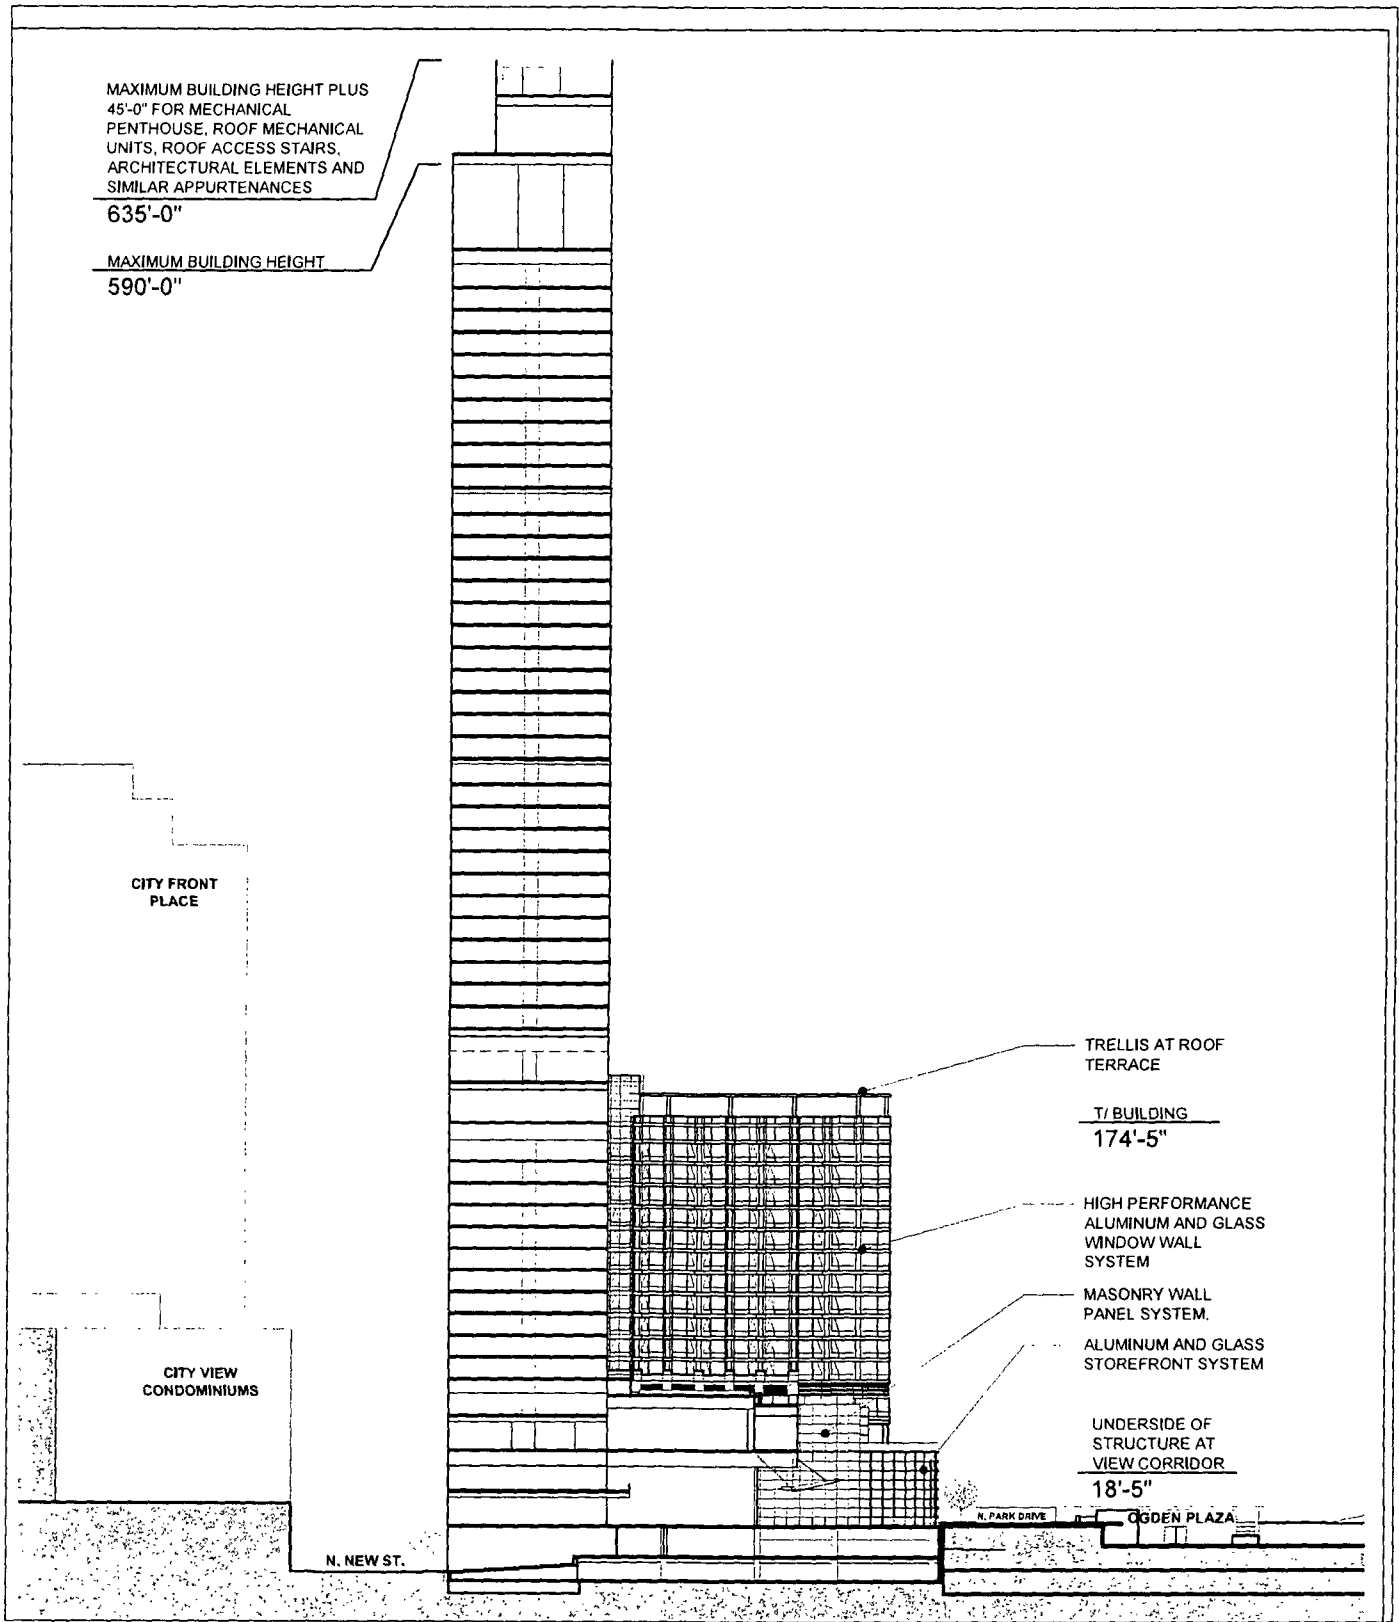 MAXIMUM BUILDING HEIGHT PLUS
45'-0" FOR MECHANICAL
PENTHOUSE, ROOF MECHANICAL
UNITS, ROOF ACCESS STAIRS,
ARCHITECTURAL ELEMENTS AND
SIMILAR APPURTENANCES
635'-0"
MAXIMUM BUILDING HEIGHT
590'-0"
CITY FRONT
PLACE
TRELLIS AT ROOF
TERRACE
T/ BUILDING
174'-5"
HIGH PERFORMANCE
ALUMINUM AND GLASS
WINDOW WALL
SYSTEM
MASONRY WALL
PANEL SYSTEM.
ALUMINUM AND GLASS
STOREFRONT SYSTEM
CITY VIEW
CONDOMINIUMS
UNDERSIDE OF
STRUCTURE AT
VIEW CORRIDOR
18'-5"
N. PARK DRIVE
OGDEN PLAZA
N. NEW ST.